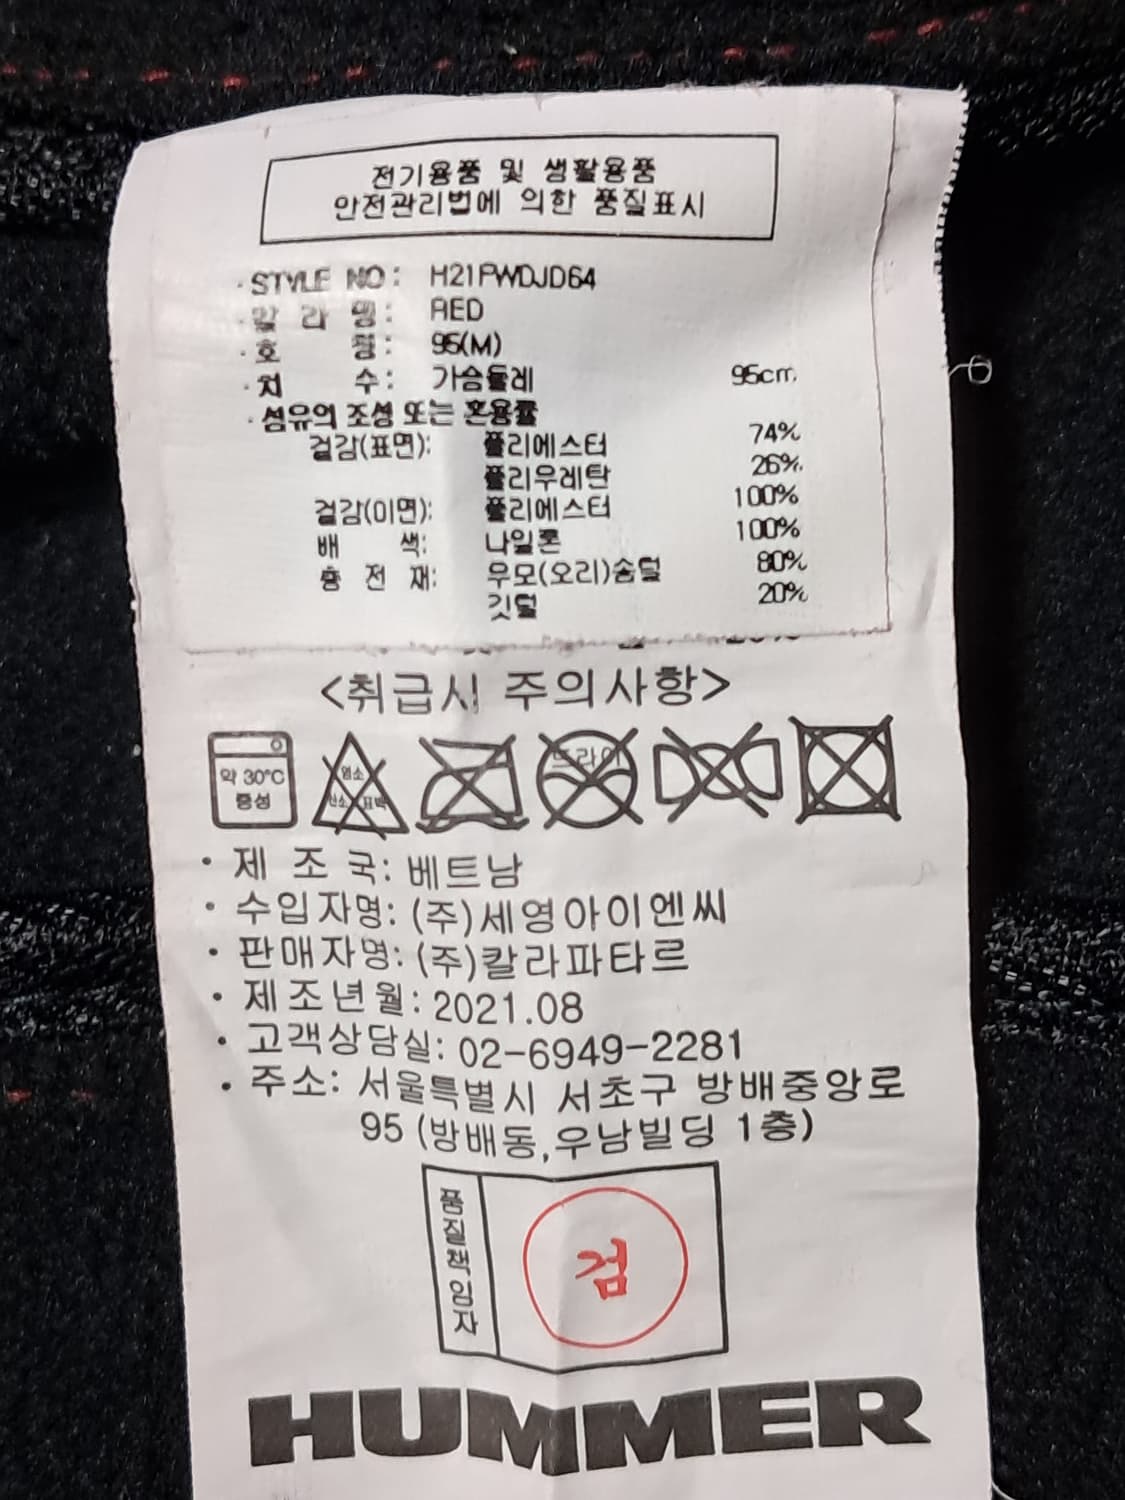 전기용품 및 생활용품
안전관리법에 의한 품질표시
· STYLE NO : H21FWDJD64
· 칼 라 명 : RED
· 호 칭 : 95(M)
· 치 수 : 가슴둘레 95cm
· 섬유의 조성 또는 혼용률
겉감(표면): 폴리에스터 74%
폴리우레탄 26%
겉감(이면): 폴리에스터 100%
배 색: 나일론 100%
충 전 재: 우모(오리)솜털 80%
깃털 20%
<취급시 주의사항>
약 30°C
중성
염소
산소 표백
드라이
· 제 조 국: 베트남
· 수입자명: (주)세영아이엔씨
· 판매자명: (주)칼라파타르
· 제조년월: 2021.08
· 고객상담실: 02-6949-2281
· 주소: 서울특별시 서초구 방배중앙로
95 (방배동,우남빌딩 1층)
품질책임자
검
HUMMER